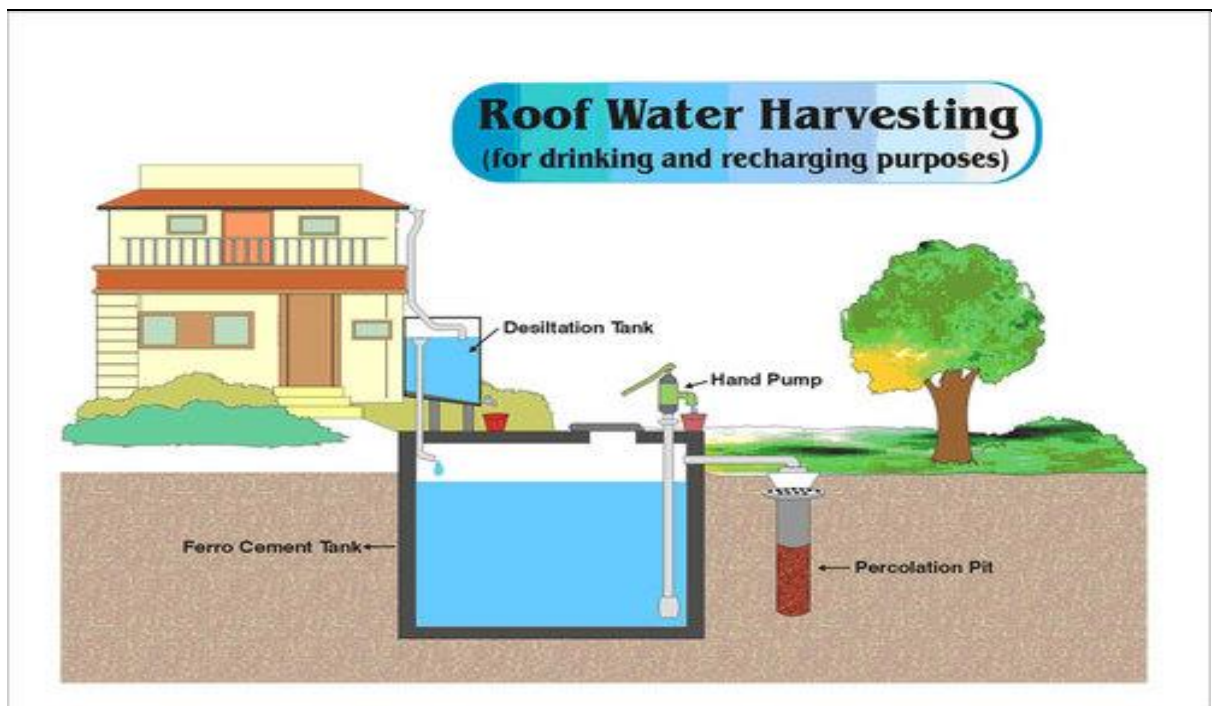 Roof Water Harvesting
(for drinking and recharging purposes)
Desiltation Tank
Hand Pump
Ferro Cement Tank
Percolation Pit